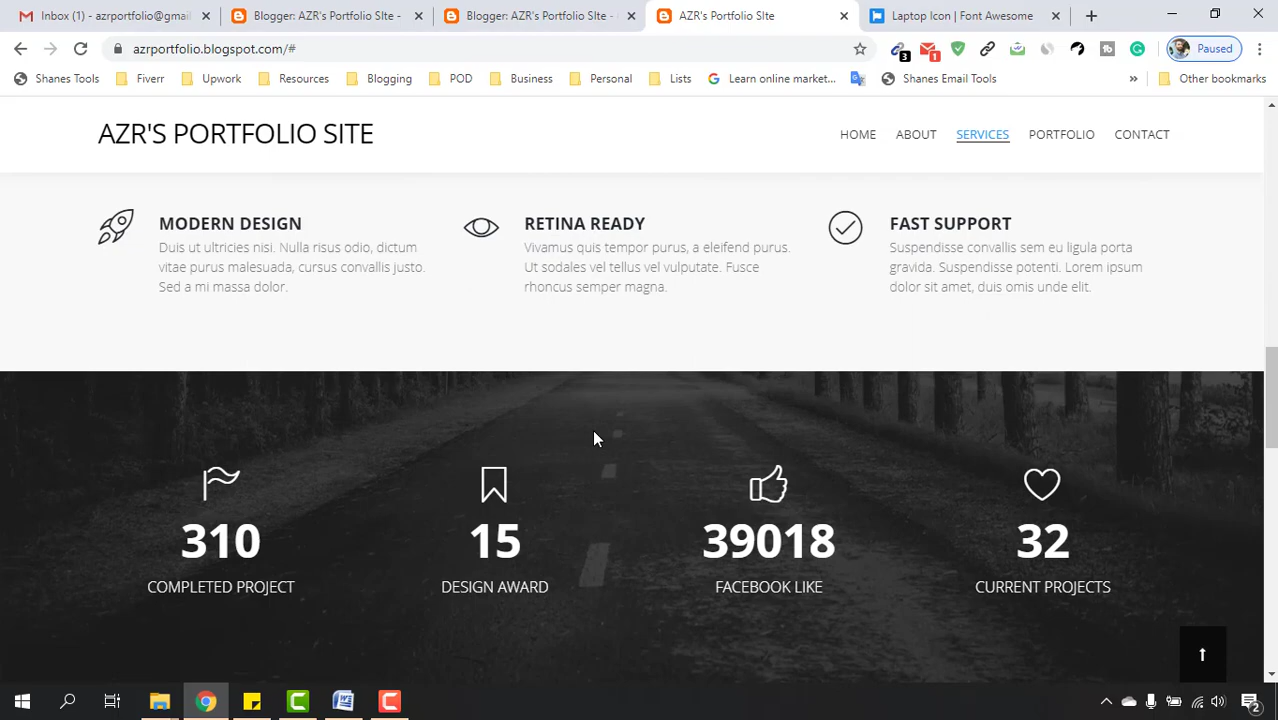 Inbox (1) - azrportfolio@gmail
Blogger: AZR's Portfolio SIte -
Blogger: AZR's Portfolio SIte - (
AZR's Portfolio SIte
Laptop Icon | Font Awesome
azrportfolio.blogspot.com/#
3
1
Paused
Shanes Tools
Fiverr
Upwork
Resources
Blogging
POD
Business
Personal
Lists
Learn online market...
Shanes Email Tools
Other bookmarks
AZR'S PORTFOLIO SITE
HOME ABOUT SERVICES PORTFOLIO CONTACT
MODERN DESIGN
Duis ut ultricies nisi. Nulla risus odio, dictum
vitae purus malesuada, cursus convallis justo.
Sed a mi massa dolor.
RETINA READY
Vivamus quis tempor purus, a eleifend purus.
Ut sodales vel tellus vel vulputate. Fusce
rhoncus semper magna.
FAST SUPPORT
Suspendisse convallis sem eu ligula porta
gravida. Suspendisse potenti. Lorem ipsum
dolor sit amet, duis omis unde elit.
310
COMPLETED PROJECT
15
DESIGN AWARD
39018
FACEBOOK LIKE
32
CURRENT PROJECTS
2